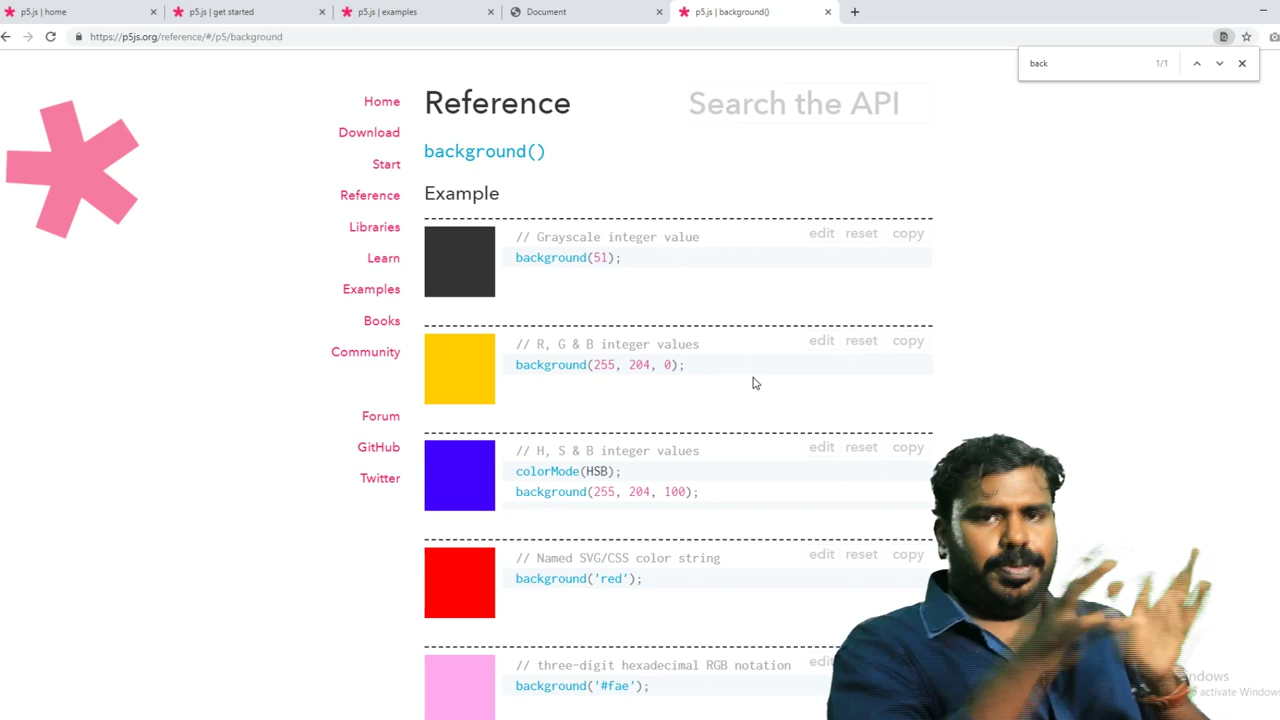 p5.js | home
p5.js | get started
p5.js | examples
Document
p5.js | background()
https://p5js.org/reference/#/p5/background
back
1/1
Home
Download
Start
Reference
Libraries
Learn
Examples
Books
Community
Forum
GitHub
Twitter
Reference
Search the API
background()
Example
// Grayscale integer value
edit reset copy
background(51);
// R, G & B integer values
edit reset copy
background(255, 204, 0);
// H, S & B integer values
edit reset copy
colorMode(HSB);
background(255, 204, 100);
// Named SVG/CSS color string
edit reset copy
background('red');
// three-digit hexadecimal RGB notation
background('#fae');
activate Windows